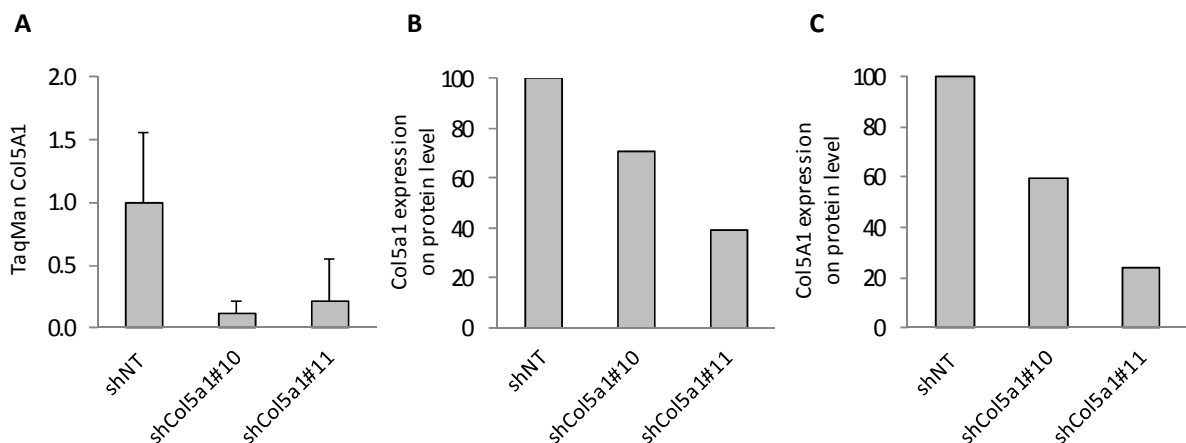 A
TaqMan Col5A1
2.0
1.5
1.0
0.5
0.0
shNT
shCol5a1#10
shCol5a1#11
B
Col5a1 expression
on protein level
100
80
60
40
20
0
shNT
shCol5a1#10
shCol5a1#11
C
Col5A1 expression
on protein level
100
80
60
40
20
0
shNT
shCol5a1#10
shCol5a1#11